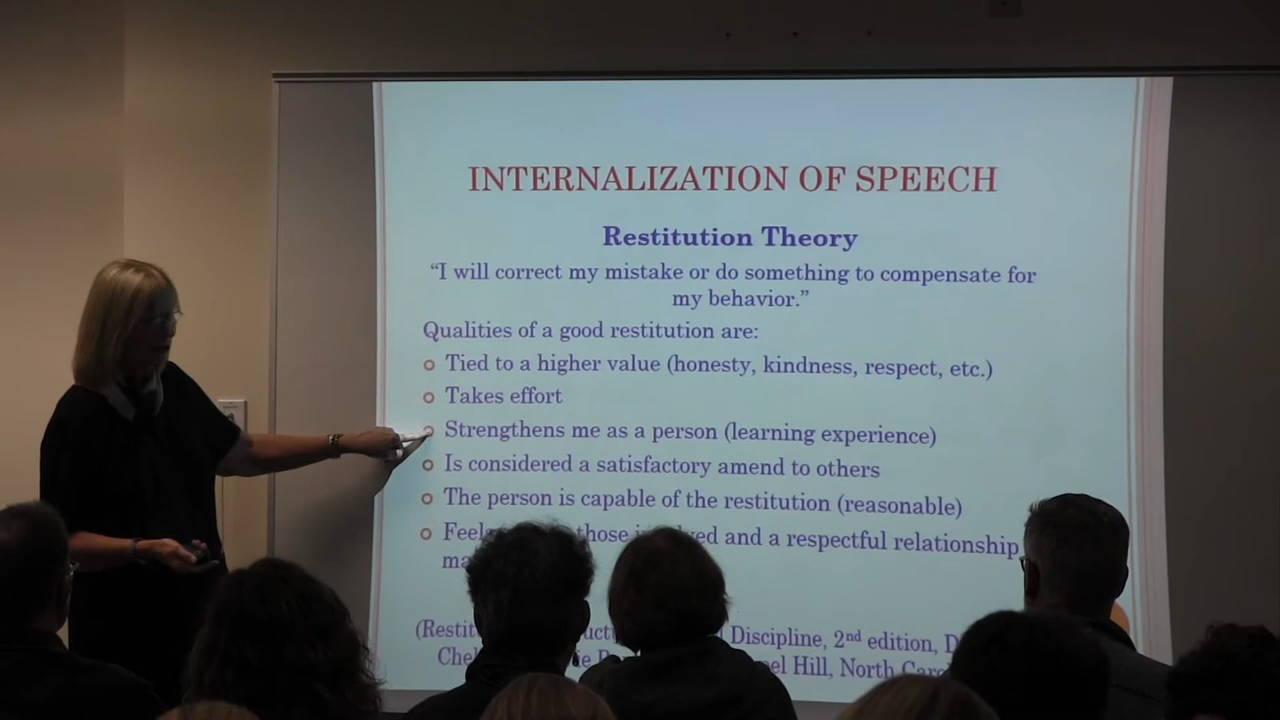 INTERNALIZATION OF SPEECH
Restitution Theory
“I will correct my mistake or do something to compensate for
my behavior.”
Qualities of a good restitution are:
Tied to a higher value (honesty, kindness, respect, etc.)
Takes effort
Strengthens me as a person (learning experience)
Is considered a satisfactory amend to others
The person is capable of the restitution (reasonable)
those and a respectful relationship
Discipline, 2nd edition,
Hill, North